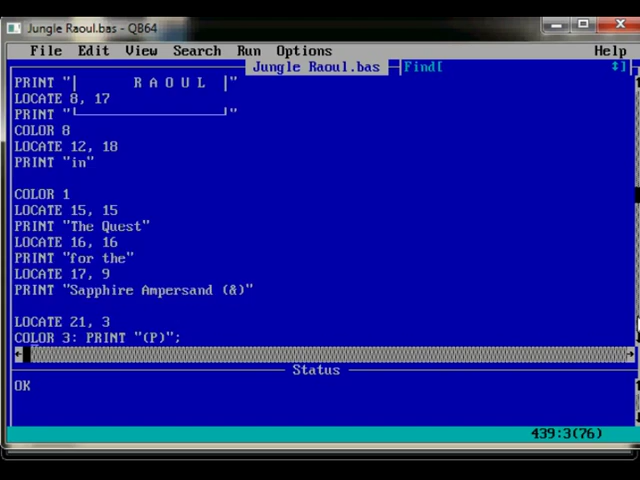 Jungle Raoul.bas - QB64
File Edit View Search Run Options Help
Jungle Raoul.bas Find[ ]
PRINT "│ R A O U L │"
LOCATE 8, 17
PRINT "└────────────────┘"
COLOR 8
LOCATE 12, 18
PRINT "in"
COLOR 1
LOCATE 15, 15
PRINT "The Quest"
LOCATE 16, 16
PRINT "for the"
LOCATE 17, 9
PRINT "Sapphire Ampersand (&)"
LOCATE 21, 3
COLOR 3: PRINT "(P)";
Status
OK
439:3(76)